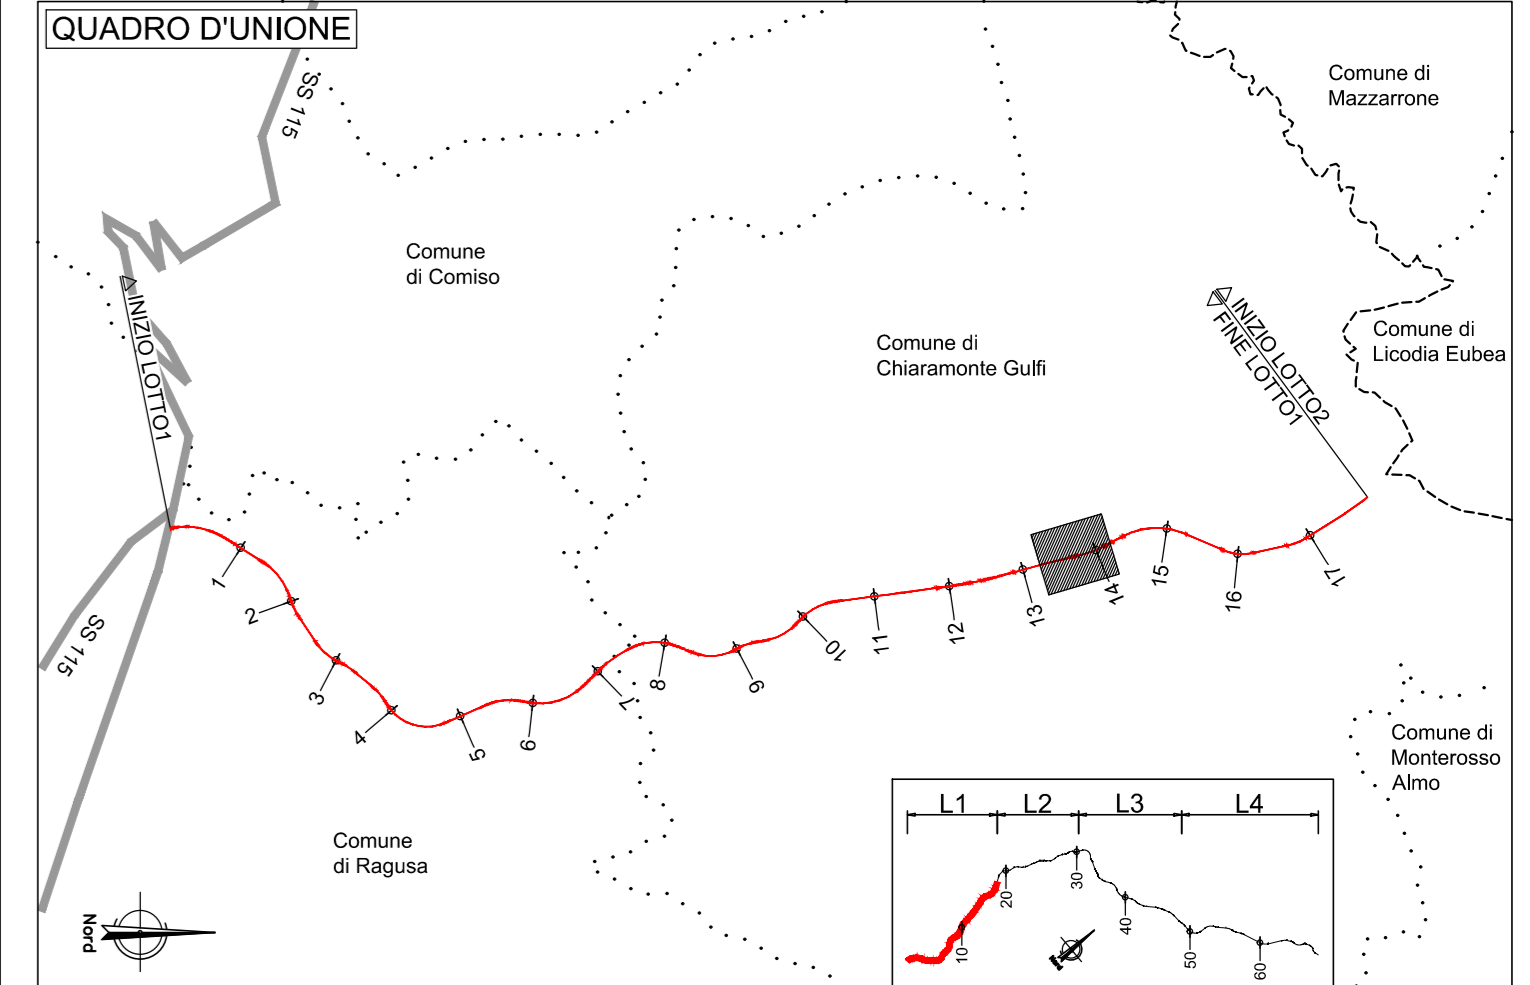 QUADRO D'UNIONE
SS 115
Comune di
Mazzarrone
Comune
di Comiso
INIZIO LOTTO1
Comune di
Chiaramonte Gulfi
INIZIO LOTTO2
FINE LOTTO1
Comune di
Licodia Eubea
1
2
3
4
5
6
7
8
9
10
11
12
13
14
15
16
17
SS 115
Comune di
Monterosso
Almo
Comune
di Ragusa
Nord
L1 L2 L3 L4
10
20
30
40
50
60